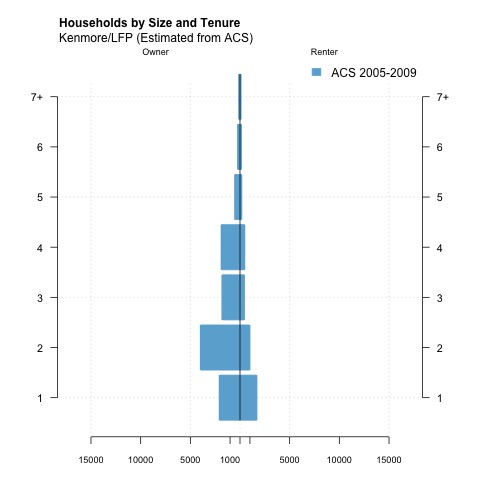 Households by Size and Tenure
Kenmore/LFP (Estimated from ACS)
Owner Renter
ACS 2005-2009
7+ 7+
6 6
5 5
4 4
3 3
2 2
1 1
15000 10000 5000 1000 5000 10000 15000